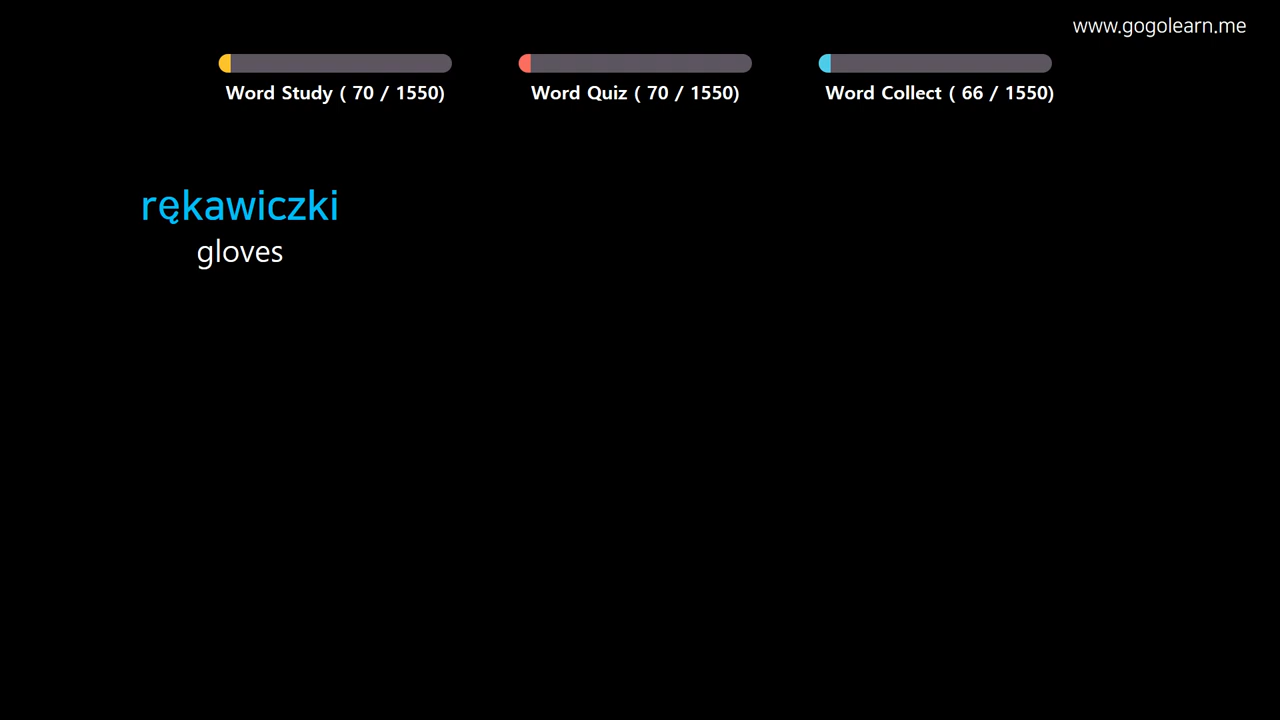 www.gogolearn.me
Word Study ( 70 / 1550)
Word Quiz ( 70 / 1550)
Word Collect ( 66 / 1550)
rękawiczki
gloves